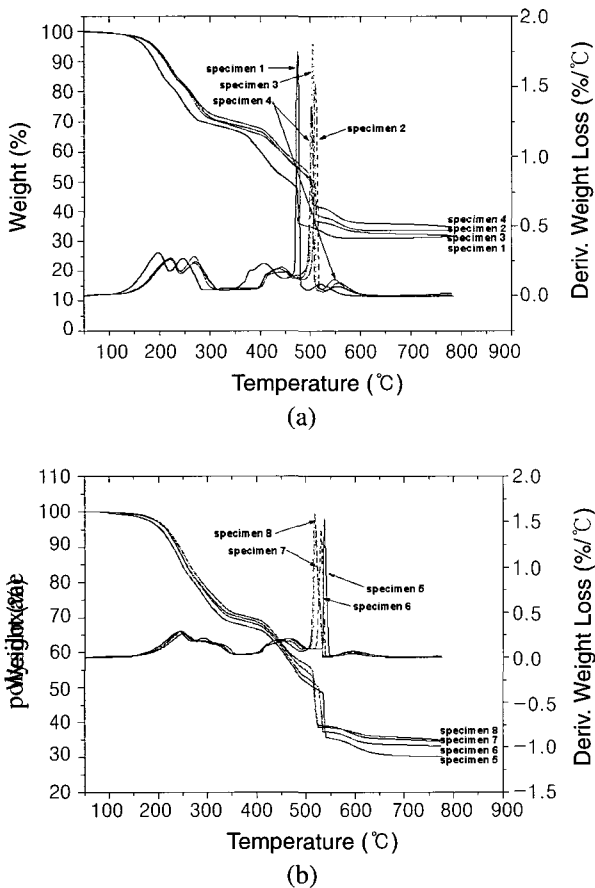 100
90
80
70
60
50
40
30
20
10
0
Weight (%)
2.0
1.5
1.0
0.5
0.0
Deriv. Weight Loss (%/℃)
specimen 1
specimen 3
specimen 4
specimen 2
specimen 4
specimen 2
specimen 3
specimen 1
100 200 300 400 500 600 700 800 900
Temperature (℃)
(a)
110
100
90
80
70
60
50
40
30
20
2.0
1.5
1.0
0.5
0.0
−0.5
−1.0
−1.5
Deriv. Weight Loss (%/℃)
specimen 8
specimen 7
specimen 5
specimen 6
specimen 8
specimen 7
specimen 6
specimen 5
100 200 300 400 500 600 700 800 900
Temperature (℃)
(b)